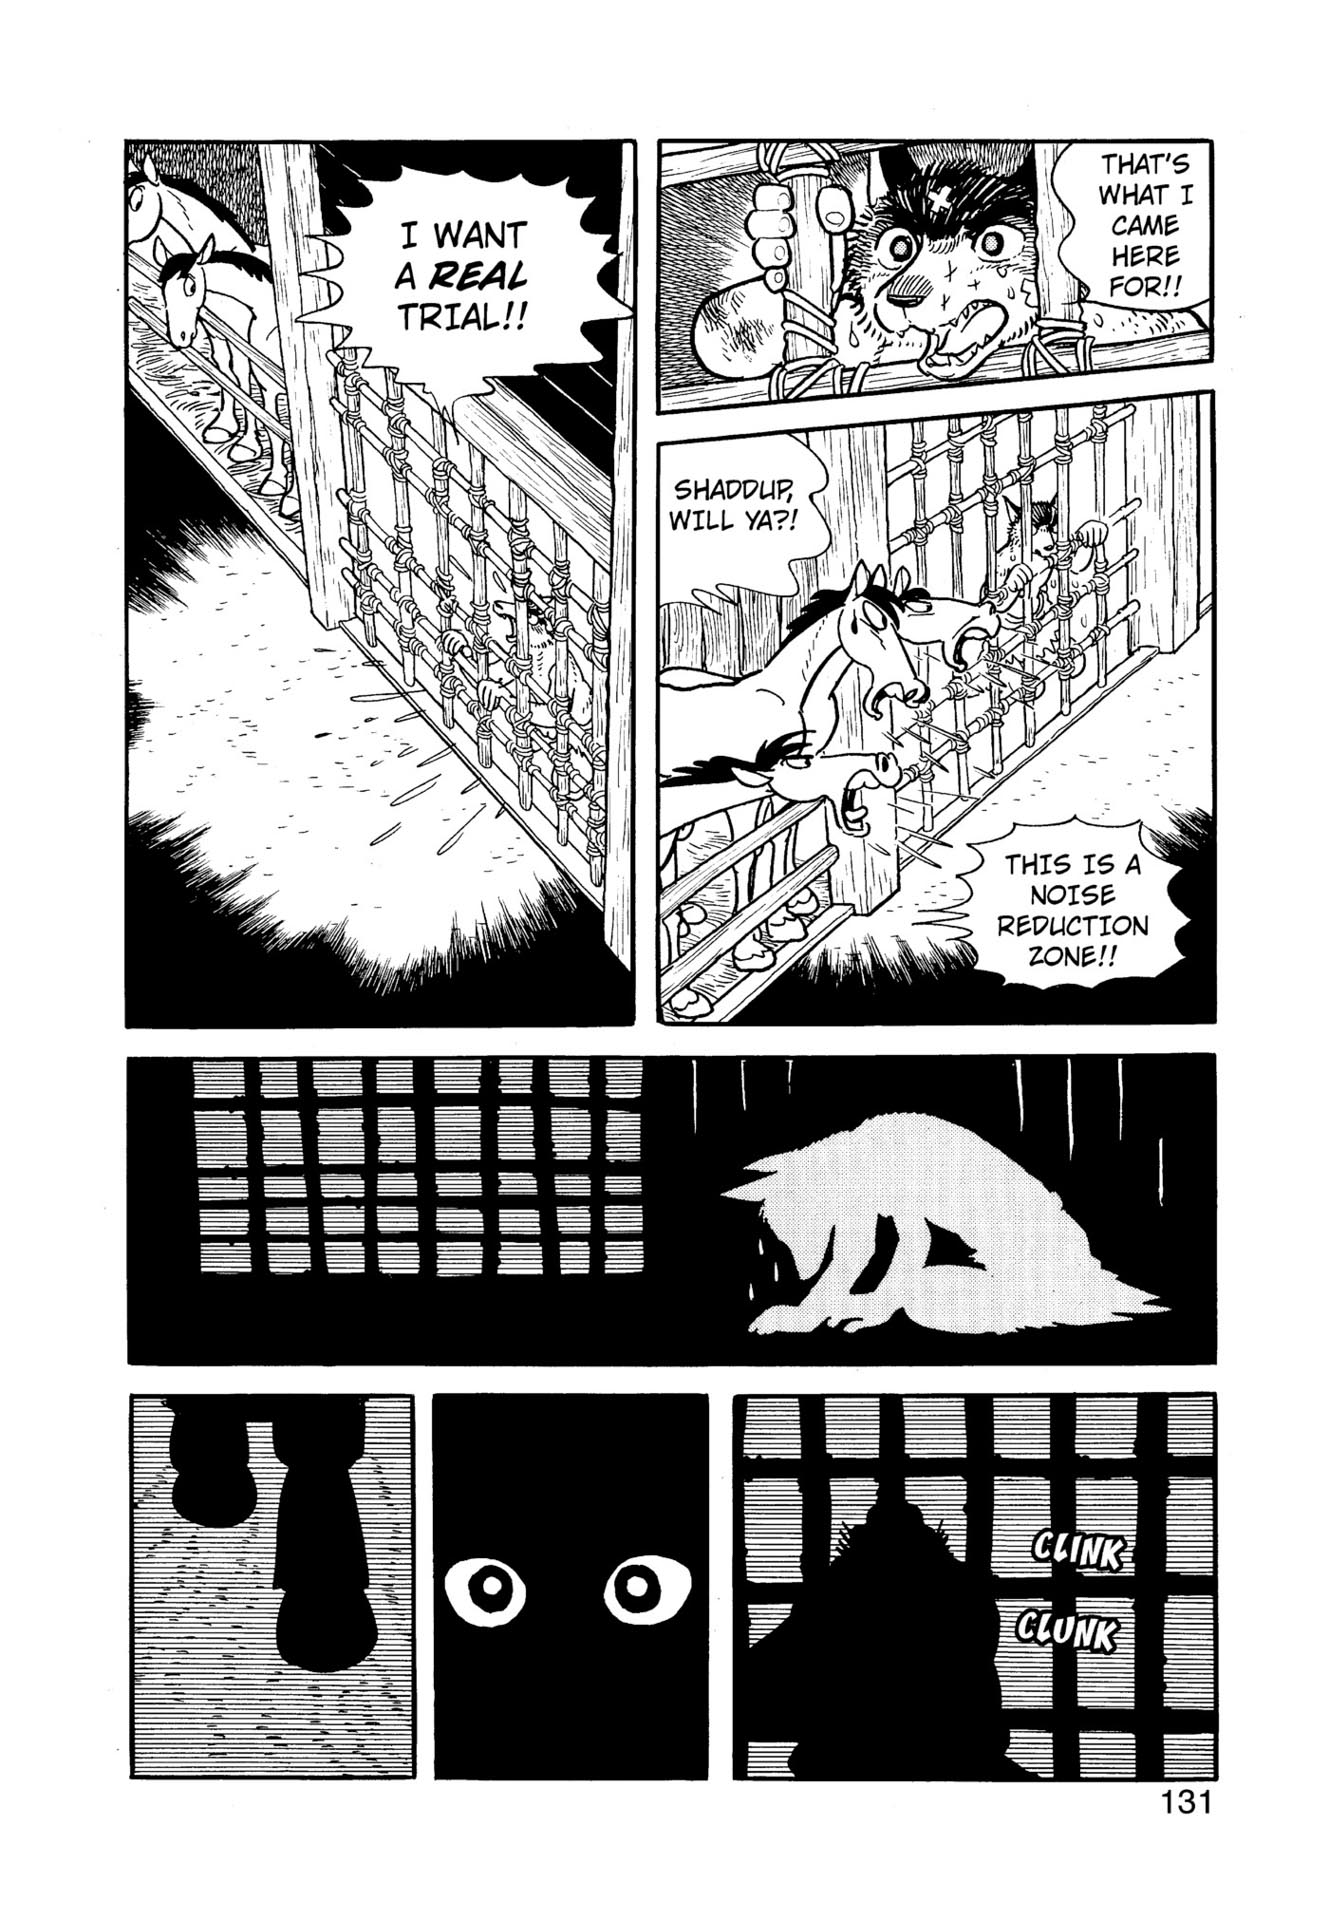 I WANT
A REAL
TRIAL!!
THAT'S
WHAT I
CAME
HERE
FOR!!
SHADDUP,
WILL YA?!
THIS IS A
NOISE
REDUCTION
ZONE!!
CLINK
CLUNK
131